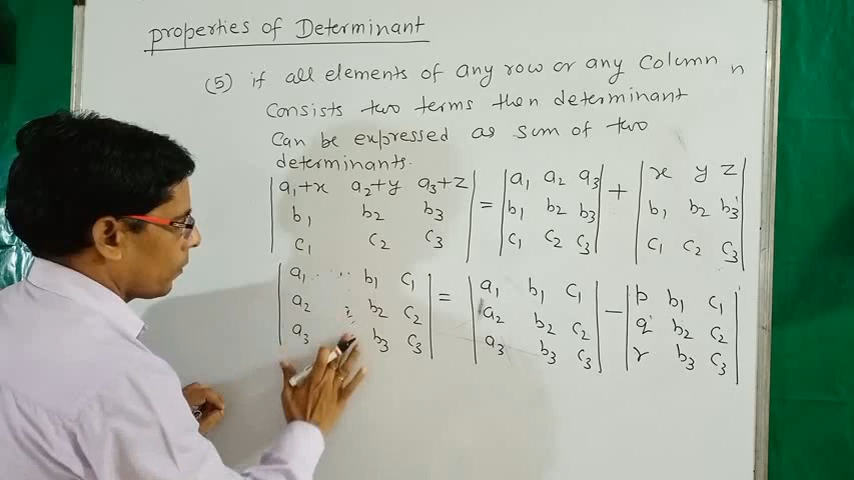 properties of Determinant
(5) if all elements of any row or any column n
Consists two terms then determinant
Can be expressed as sum of two
determinants.
| a₁+x a₂+y a₃+z | = | a₁ a₂ a₃ | + | x y z |
| b₁ b₂ b₃ | | b₁ b₂ b₃ | | b₁ b₂ b₃ |
| c₁ c₂ c₃ | | c₁ c₂ c₃ | | c₁ c₂ c₃ |
| a₁ b₁ c₁ | = | a₁ b₁ c₁ | − | p b₁ c₁ |
| a₂ b₂ c₂ | | a₂ b₂ c₂ | | q b₂ c₂ |
| a₃ b₃ c₃ | | a₃ b₃ c₃ | | r b₃ c₃ |